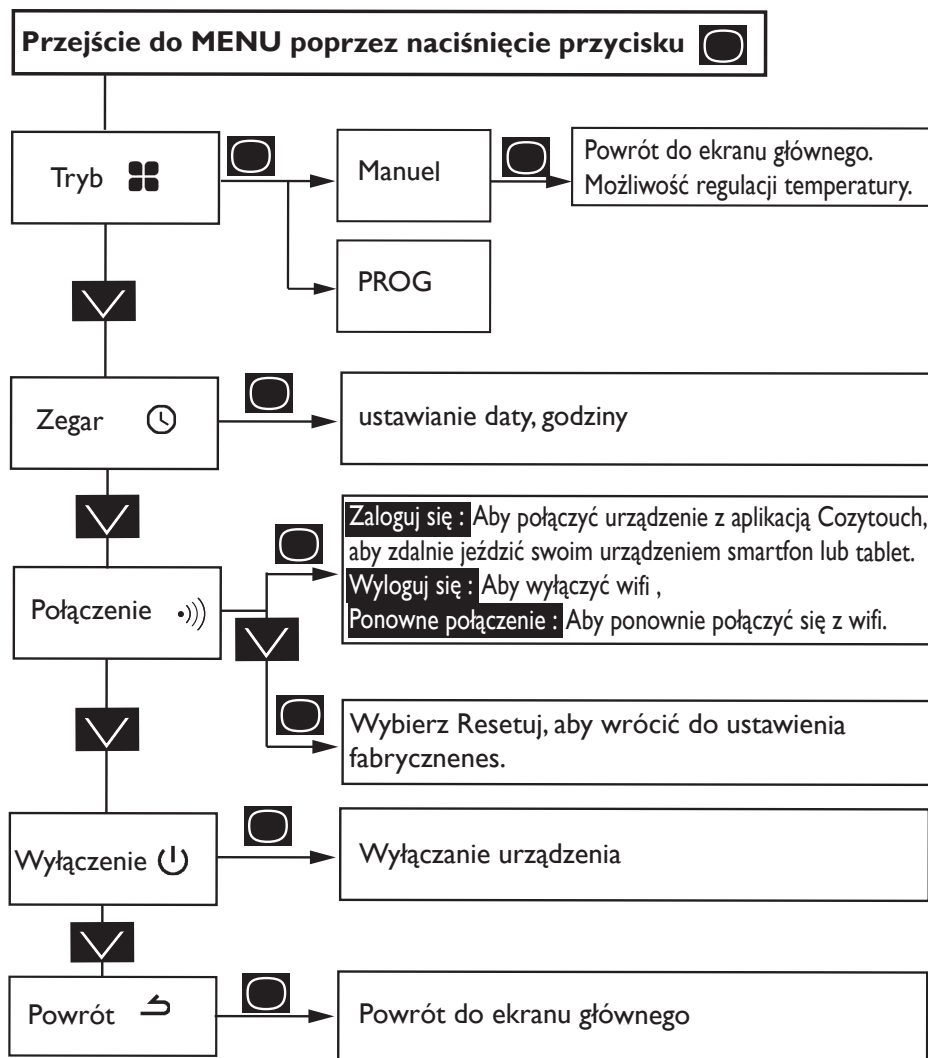 Przejście do MENU poprzez naciśnięcie przycisku
Tryb
Manuel
Powrót do ekranu głównego.
Możliwość regulacji temperatury.
PROG
Zegar
ustawianie daty, godziny
Połączenie
Zaloguj się : Aby połączyć urządzenie z aplikacją Cozytouch,
aby zdalnie jeździć swoim urządzeniem smartfon lub tablet.
Wyloguj się : Aby wyłączyć wifi ,
Ponowne połączenie : Aby ponownie połączyć się z wifi.
Wybierz Resetuj, aby wrócić do ustawienia
fabrycznenes.
Wyłączenie
Wyłączanie urządzenia
Powrót
Powrót do ekranu głównego